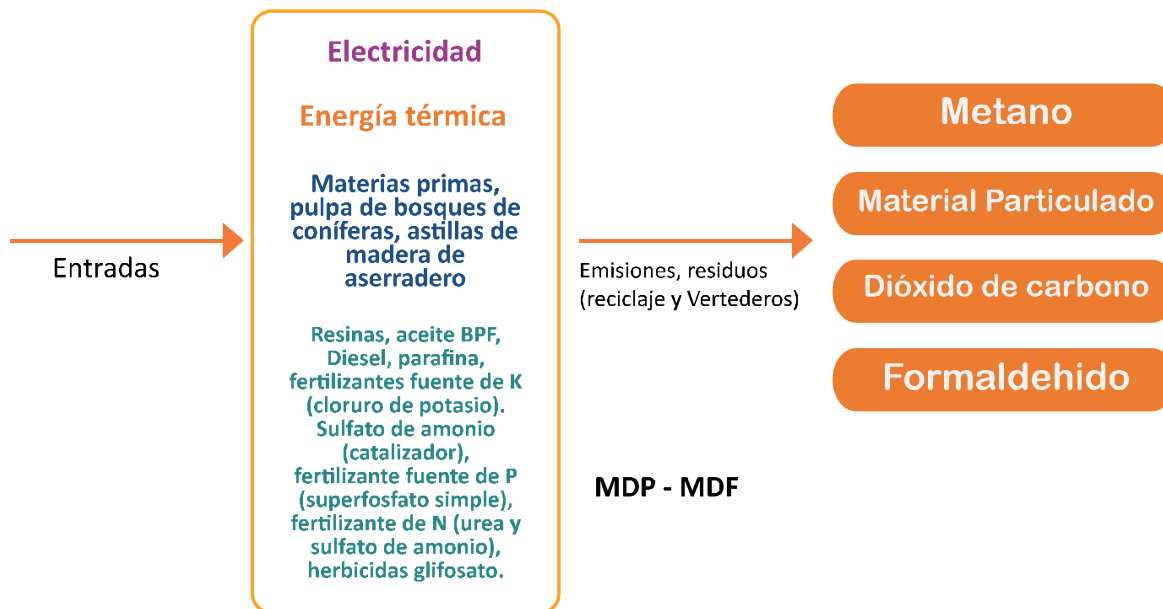 Entradas
Electricidad
Energía térmica
Materias primas,
pulpa de bosques de
coníferas, astillas de
madera de
aserradero
Resinas, aceite BPF,
Diesel, parafina,
fertilizantes fuente de K
(cloruro de potasio).
Sulfato de amonio
(catalizador),
fertilizante fuente de P
(superfosfato simple),
fertilizante de N (urea y
sulfato de amonio),
herbicidas glifosato.
Emisiones, residuos
(reciclaje y Vertederos)
MDP - MDF
Metano
Material Particulado
Dióxido de carbono
Formaldehido